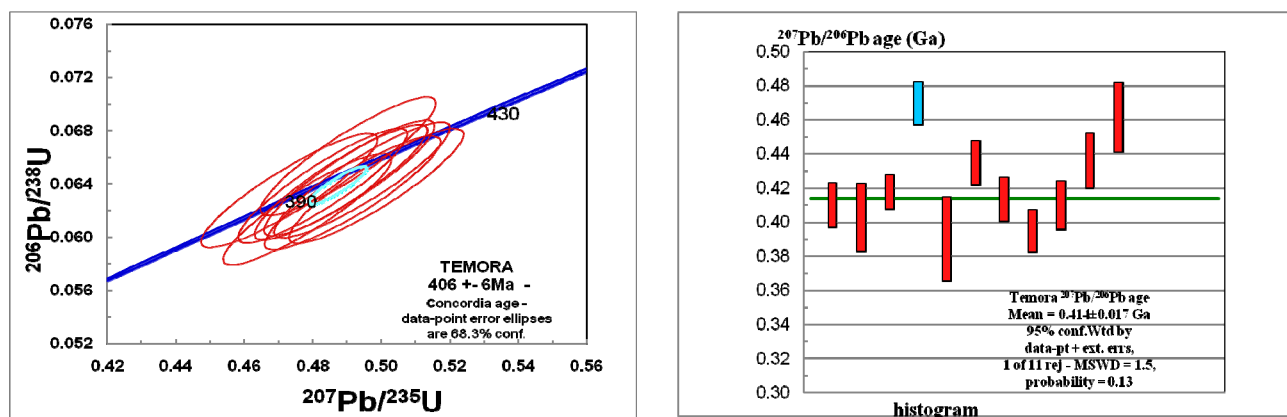 0.076
0.072
0.068
0.064
0.060
0.056
0.052
206Pb/238U
430
390
TEMORA
406 +- 6Ma -
Concordia age -
data-point error ellipses
are 68.3% conf.
0.42 0.44 0.46 0.48 0.50 0.52 0.54 0.56
207Pb/235U
207Pb/206Pb age (Ga)
0.50
0.48
0.46
0.44
0.42
0.40
0.38
0.36
0.34
0.32
0.30
Temora 207Pb/206Pb age
Mean = 0.414±0.017 Ga
95% conf.Wtd by
data-pt + ext. errs,
1 of 11 rej - MSWD = 1.5,
probability = 0.13
histogram